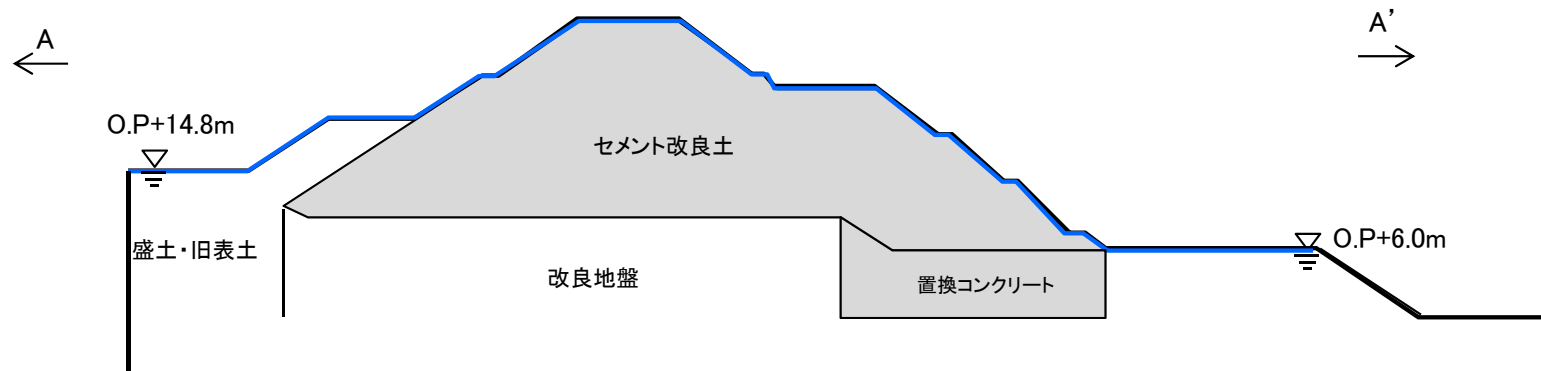 A
A’
O.P+14.8m
セメント改良土
盛土・旧表土
O.P+6.0m
改良地盤
置換コンクリート